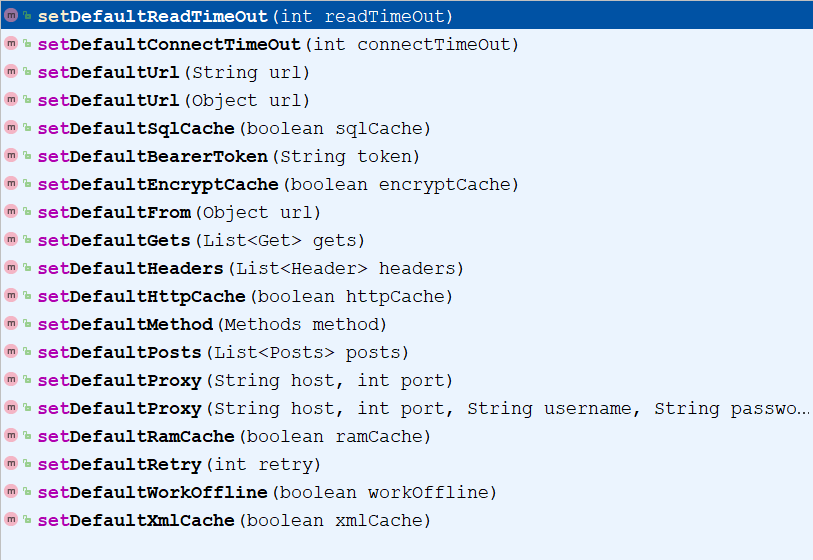 setDefaultReadTimeOut(int readTimeOut)
setDefaultConnectTimeOut(int connectTimeOut)
setDefaultUrl(String url)
setDefaultUrl(Object url)
setDefaultSqlCache(boolean sqlCache)
setDefaultBearerToken(String token)
setDefaultEncryptCache(boolean encryptCache)
setDefaultFrom(Object url)
setDefaultGets(List<Get> gets)
setDefaultHeaders(List<Header> headers)
setDefaultHttpCache(boolean httpCache)
setDefaultMethod(Methods method)
setDefaultPosts(List<Posts> posts)
setDefaultProxy(String host, int port)
setDefaultProxy(String host, int port, String username, String passwo...
setDefaultRamCache(boolean ramCache)
setDefaultRetry(int retry)
setDefaultWorkOffline(boolean workOffline)
setDefaultXmlCache(boolean xmlCache)